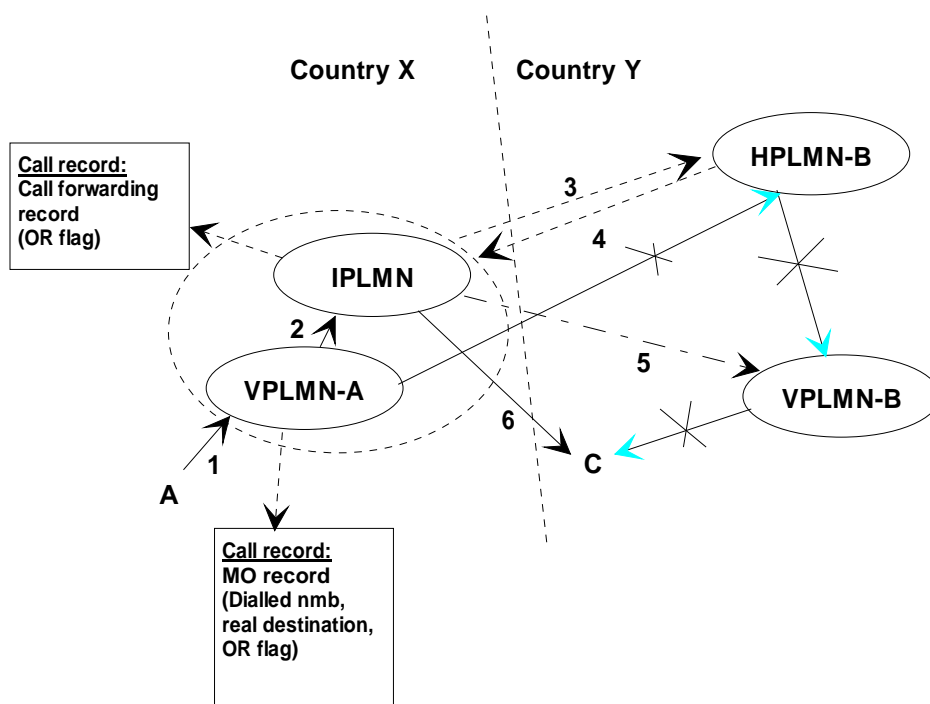 Country X
Country Y
Call record:
Call forwarding
record
(OR flag)
HPLMN-B
3
4
IPLMN
2
5
VPLMN-A
VPLMN-B
6
1
C
A
Call record:
MO record
(Dialled nmb,
real destination,
OR flag)